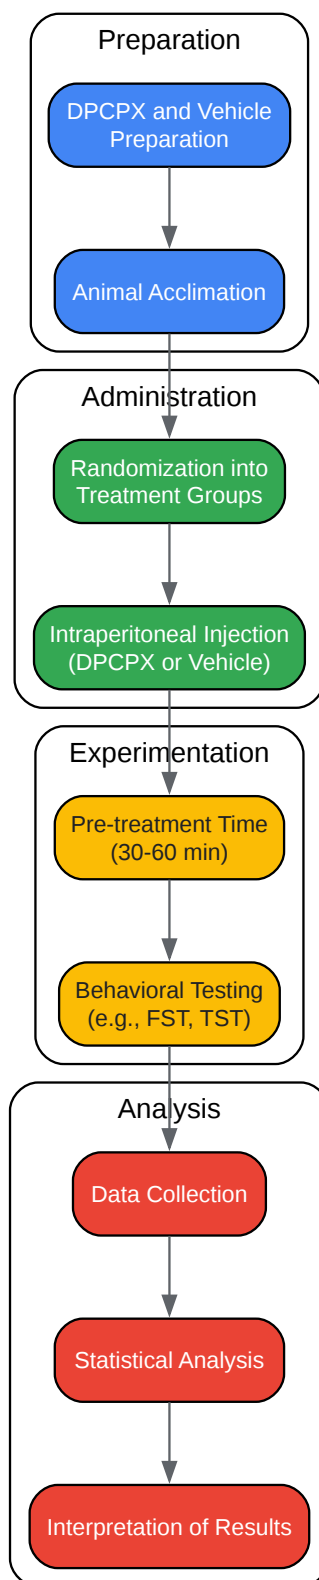 Preparation
DPCPX and Vehicle
Preparation
Animal Acclimation
Administration
Randomization into
Treatment Groups
Intraperitoneal Injection
(DPCPX or Vehicle)
Experimentation
Pre-treatment Time
(30-60 min)
Behavioral Testing
(e.g., FST, TST)
Analysis
Data Collection
Statistical Analysis
Interpretation of Results